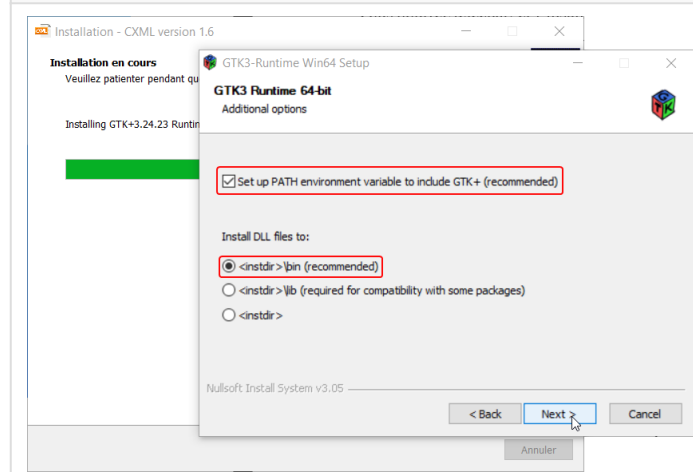 Installation - CXML version 1.6
Installation en cours
Veuillez patienter pendant qu
Installing GTK+3.24.23 Runtin
GTK3-Runtime Win64 Setup
GTK3 Runtime 64-bit
Additional options
Set up PATH environment variable to include GTK+ (recommended)
Install DLL files to:
<instdir>\bin (recommended)
<instdir>\lib (required for compatibility with some packages)
<instdir>
Nullsoft Install System v3.05
< Back Next > Cancel
Annuler